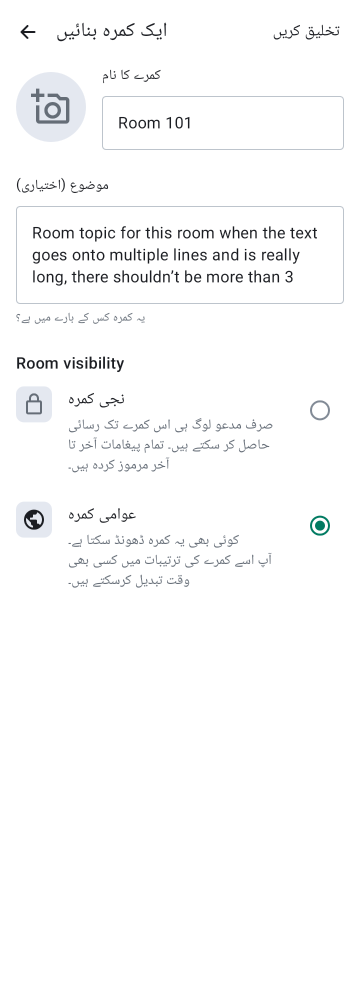 ایک کمرہ بنائیں
تخلیق کریں
کمرے کا نام
Room 101
موضوع (اختیاری)
Room topic for this room when the text
goes onto multiple lines and is really
long, there shouldn’t be more than 3
یہ کمرہ کس کے بارے میں ہے؟
Room visibility
نجی کمرہ
صرف مدعو لوگ ہی اس کمرے تک رسائی
حاصل کر سکتے ہیں۔ تمام پیغامات آخر تا
آخر مرموز کردہ ہیں۔
عوامی کمرہ
کوئی بھی یہ کمرہ ڈھونڈ سکتا ہے۔
آپ اسے کمرے کی ترتیبات میں کسی بھی
وقت تبدیل کرسکتے ہیں۔